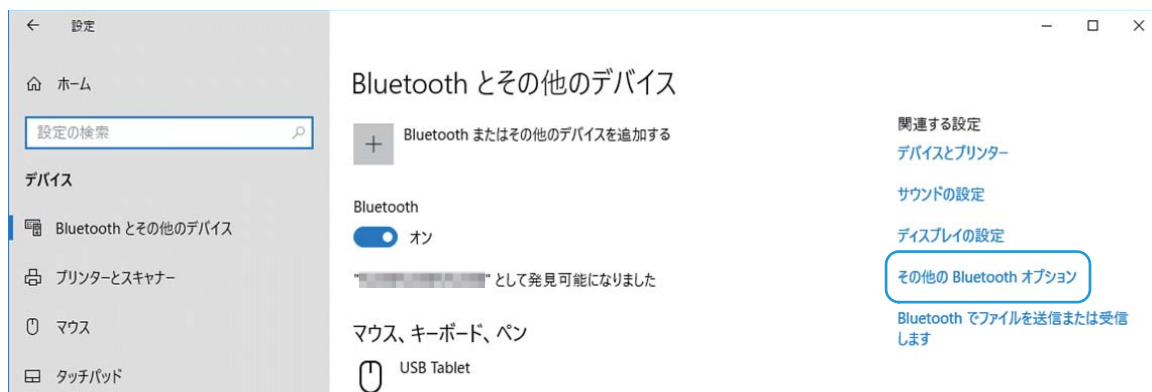 設定
ホーム
設定の検索
デバイス
Bluetooth とその他のデバイス
プリンターとスキャナー
マウス
タッチパッド
Bluetooth とその他のデバイス
Bluetooth またはその他のデバイスを追加する
Bluetooth
オン
"" として発見可能になりました
マウス、キーボード、ペン
USB Tablet
関連する設定
デバイスとプリンター
サウンドの設定
ディスプレイの設定
その他の Bluetooth オプション
Bluetooth でファイルを送信または受信
します